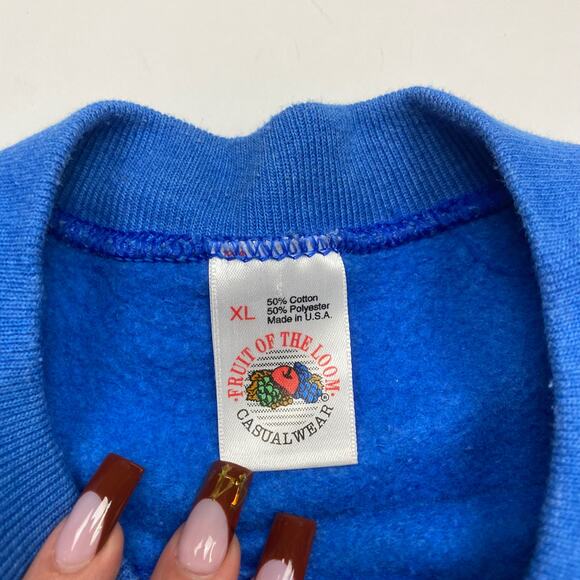 XL
50% Cotton
50% Polyester
Made in U.S.A.
FRUIT OF THE LOOM
CASUALWEAR ®